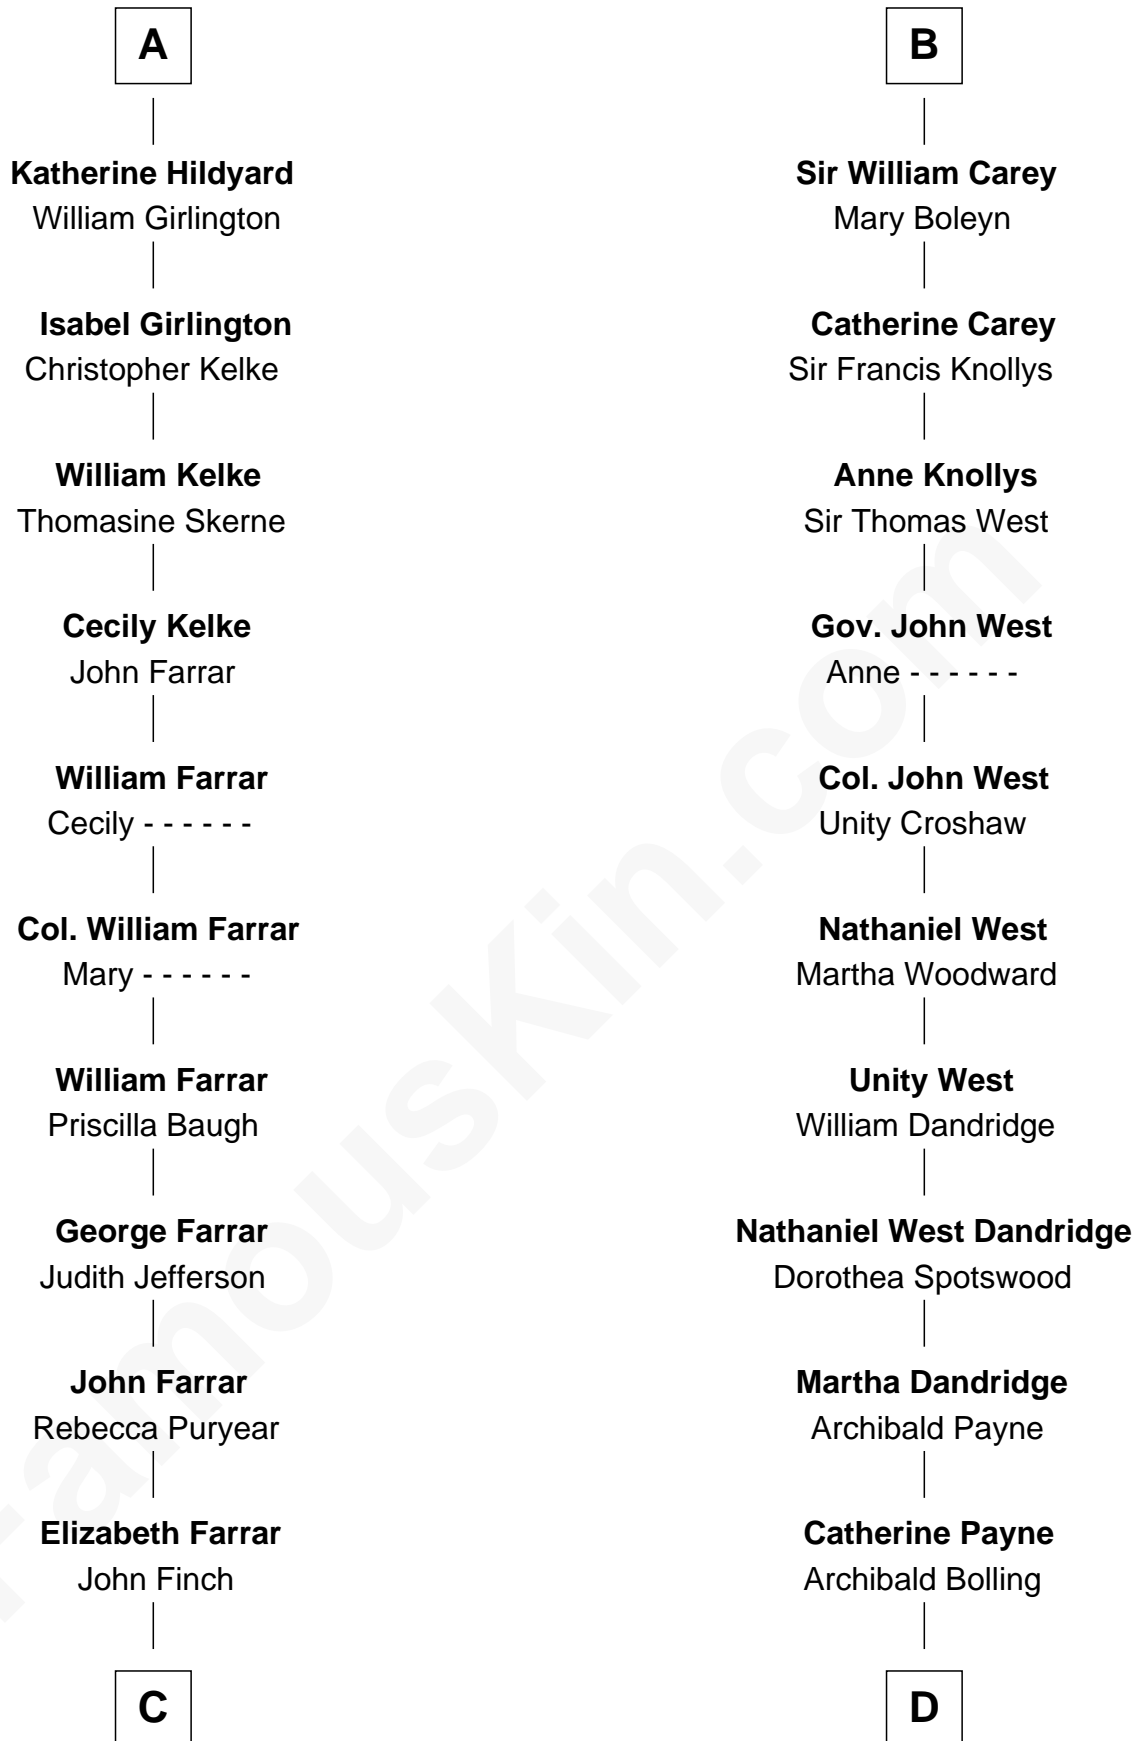 A
Katherine Hildyard
William Girlington
Isabel Girlington
Christopher Kelke
William Kelke
Thomasine Skerne
Cecily Kelke
John Farrar
William Farrar
Cecily - - - - - -
Col. William Farrar
Mary - - - - - -
William Farrar
Priscilla Baugh
George Farrar
Judith Jefferson
John Farrar
Rebecca Puryear
Elizabeth Farrar
John Finch
C
B
Sir William Carey
Mary Boleyn
Catherine Carey
Sir Francis Knollys
Anne Knollys
Sir Thomas West
Gov. John West
Anne - - - - - -
Col. John West
Unity Croshaw
Nathaniel West
Martha Woodward
Unity West
William Dandridge
Nathaniel West Dandridge
Dorothea Spotswood
Martha Dandridge
Archibald Payne
Catherine Payne
Archibald Bolling
D
FamousKin.com